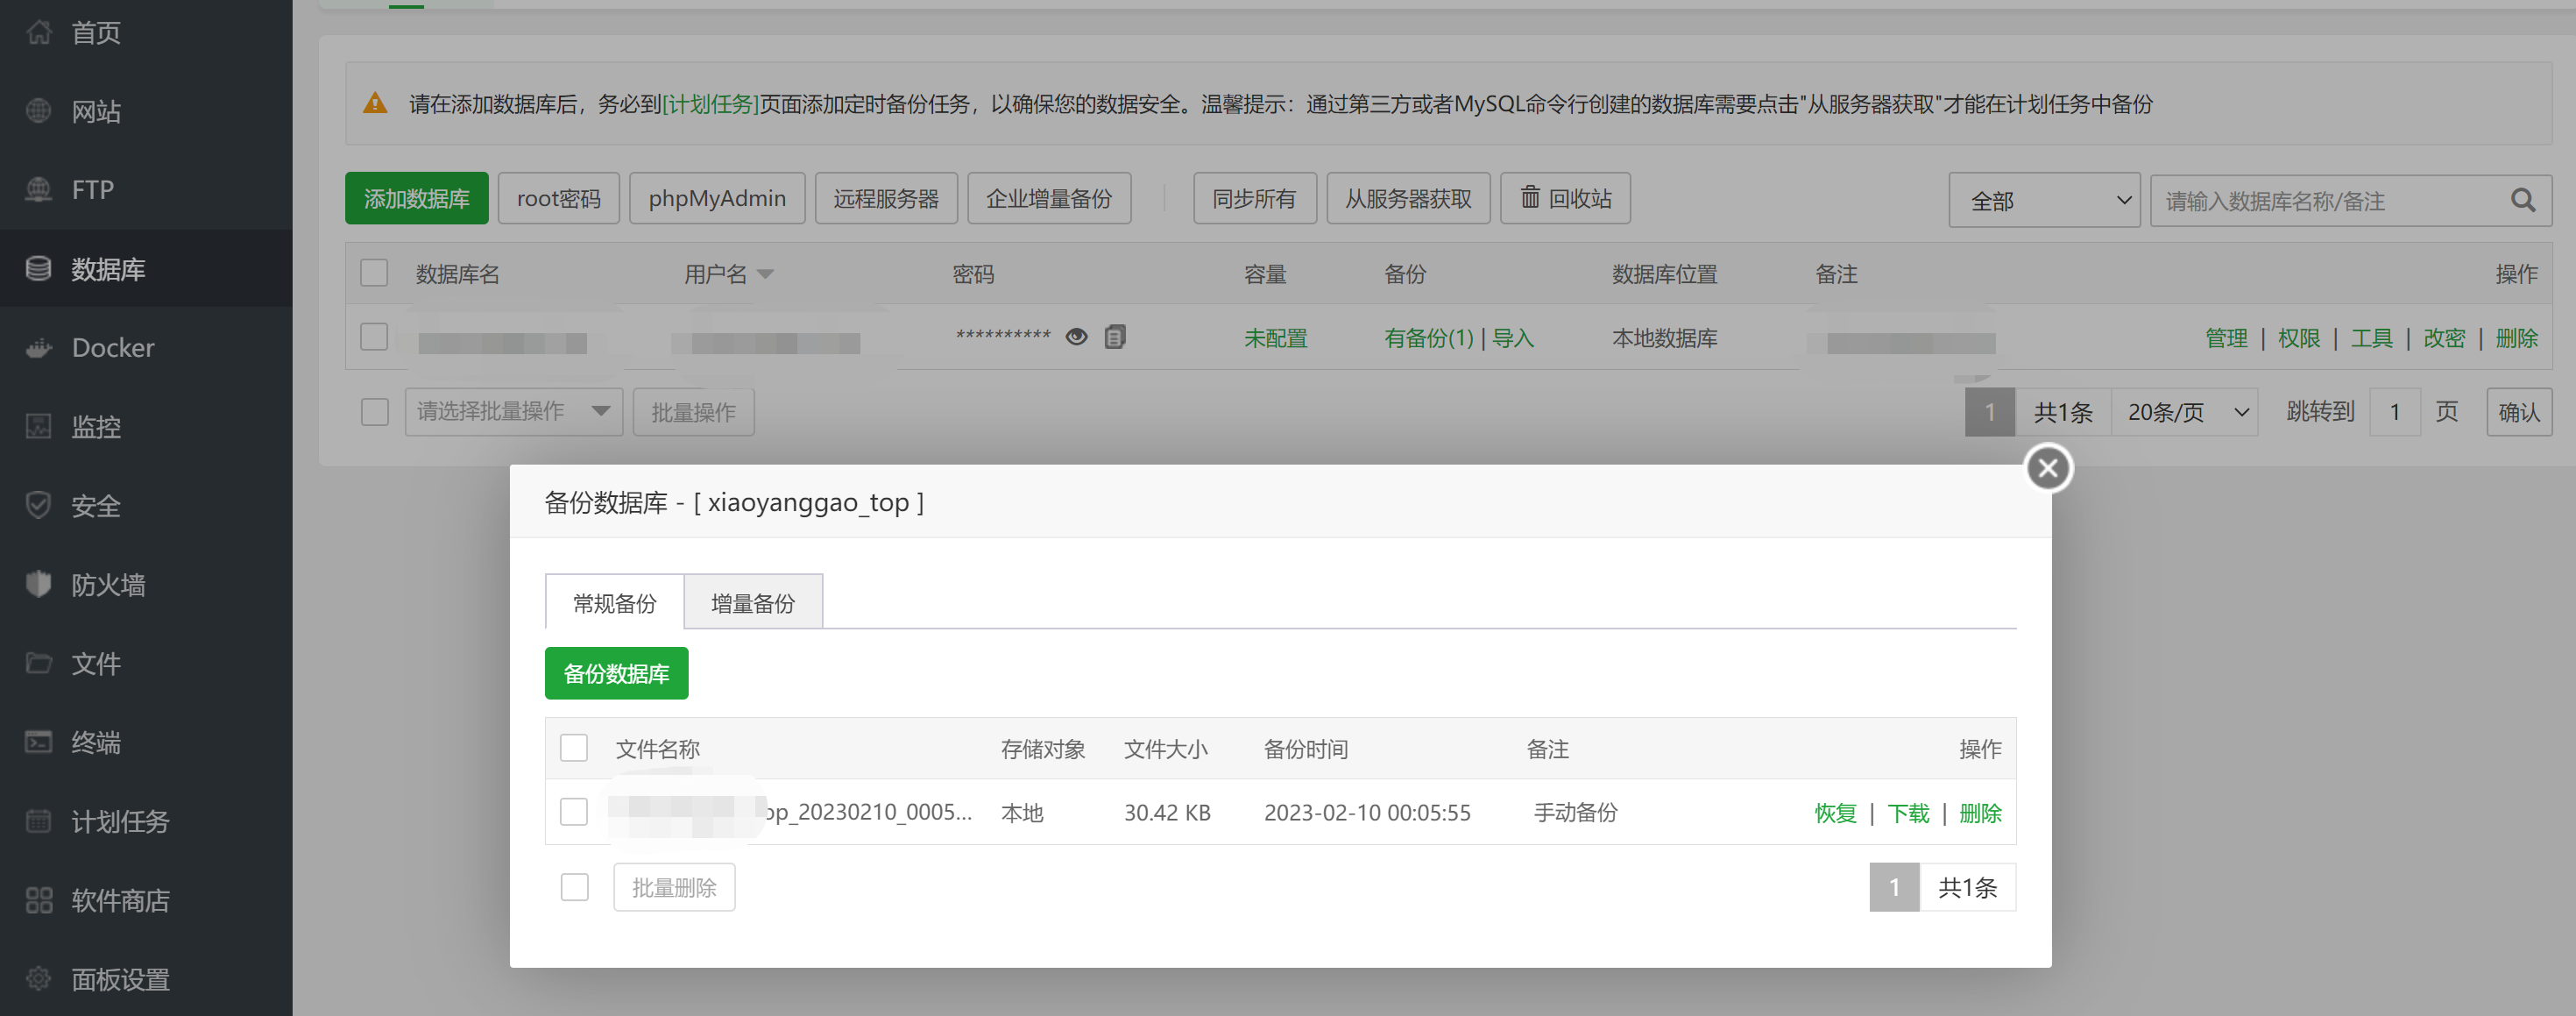 首页
网站
FTP
数据库
Docker
监控
安全
防火墙
文件
终端
计划任务
软件商店
面板设置
请在添加数据库后，务必到[计划任务]页面添加定时备份任务，以确保您的数据安全。温馨提示：通过第三方或者MySQL命令行创建的数据库需要点击"从服务器获取"才能在计划任务中备份
添加数据库 root密码 phpMyAdmin 远程服务器 企业增量备份 同步所有 从服务器获取 回收站 全部 请输入数据库名称/备注
数据库名 用户名 密码 容量 备份 数据库位置 备注 操作
********** 未配置 有备份(1) | 导入 本地数据库 管理 | 权限 | 工具 | 改密 | 删除
请选择批量操作 批量操作 1 共1条 20条/页 跳转到 1 页 确认
备份数据库 - [ xiaoyanggao_top ]
常规备份 增量备份
备份数据库
文件名称 存储对象 文件大小 备份时间 备注 操作
op_20230210_0005... 本地 30.42 KB 2023-02-10 00:05:55 手动备份 恢复 | 下载 | 删除
批量删除 1 共1条